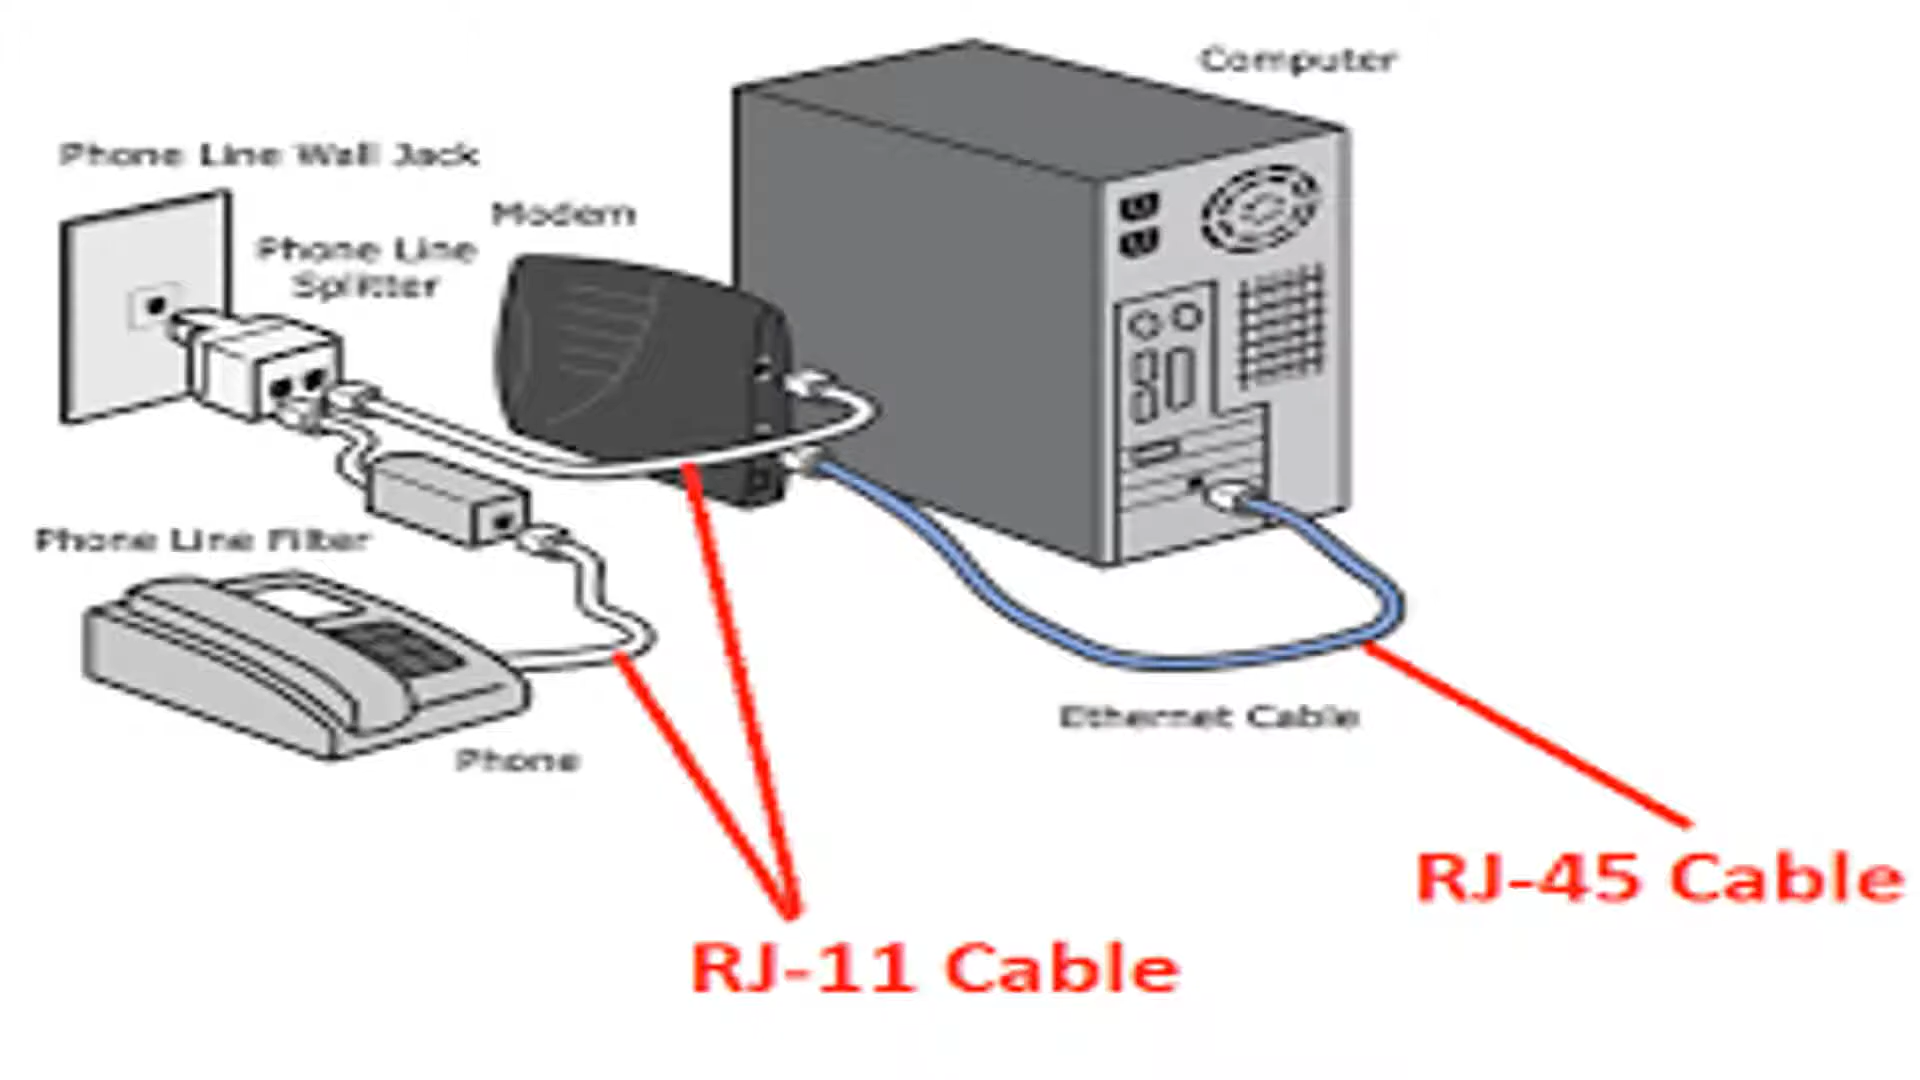 Computer
Phone Line Wall Jack
Modem
Phone Line
Splitter
Phone Line Filter
Ethernet Cable
Phone
RJ-45 Cable
RJ-11 Cable